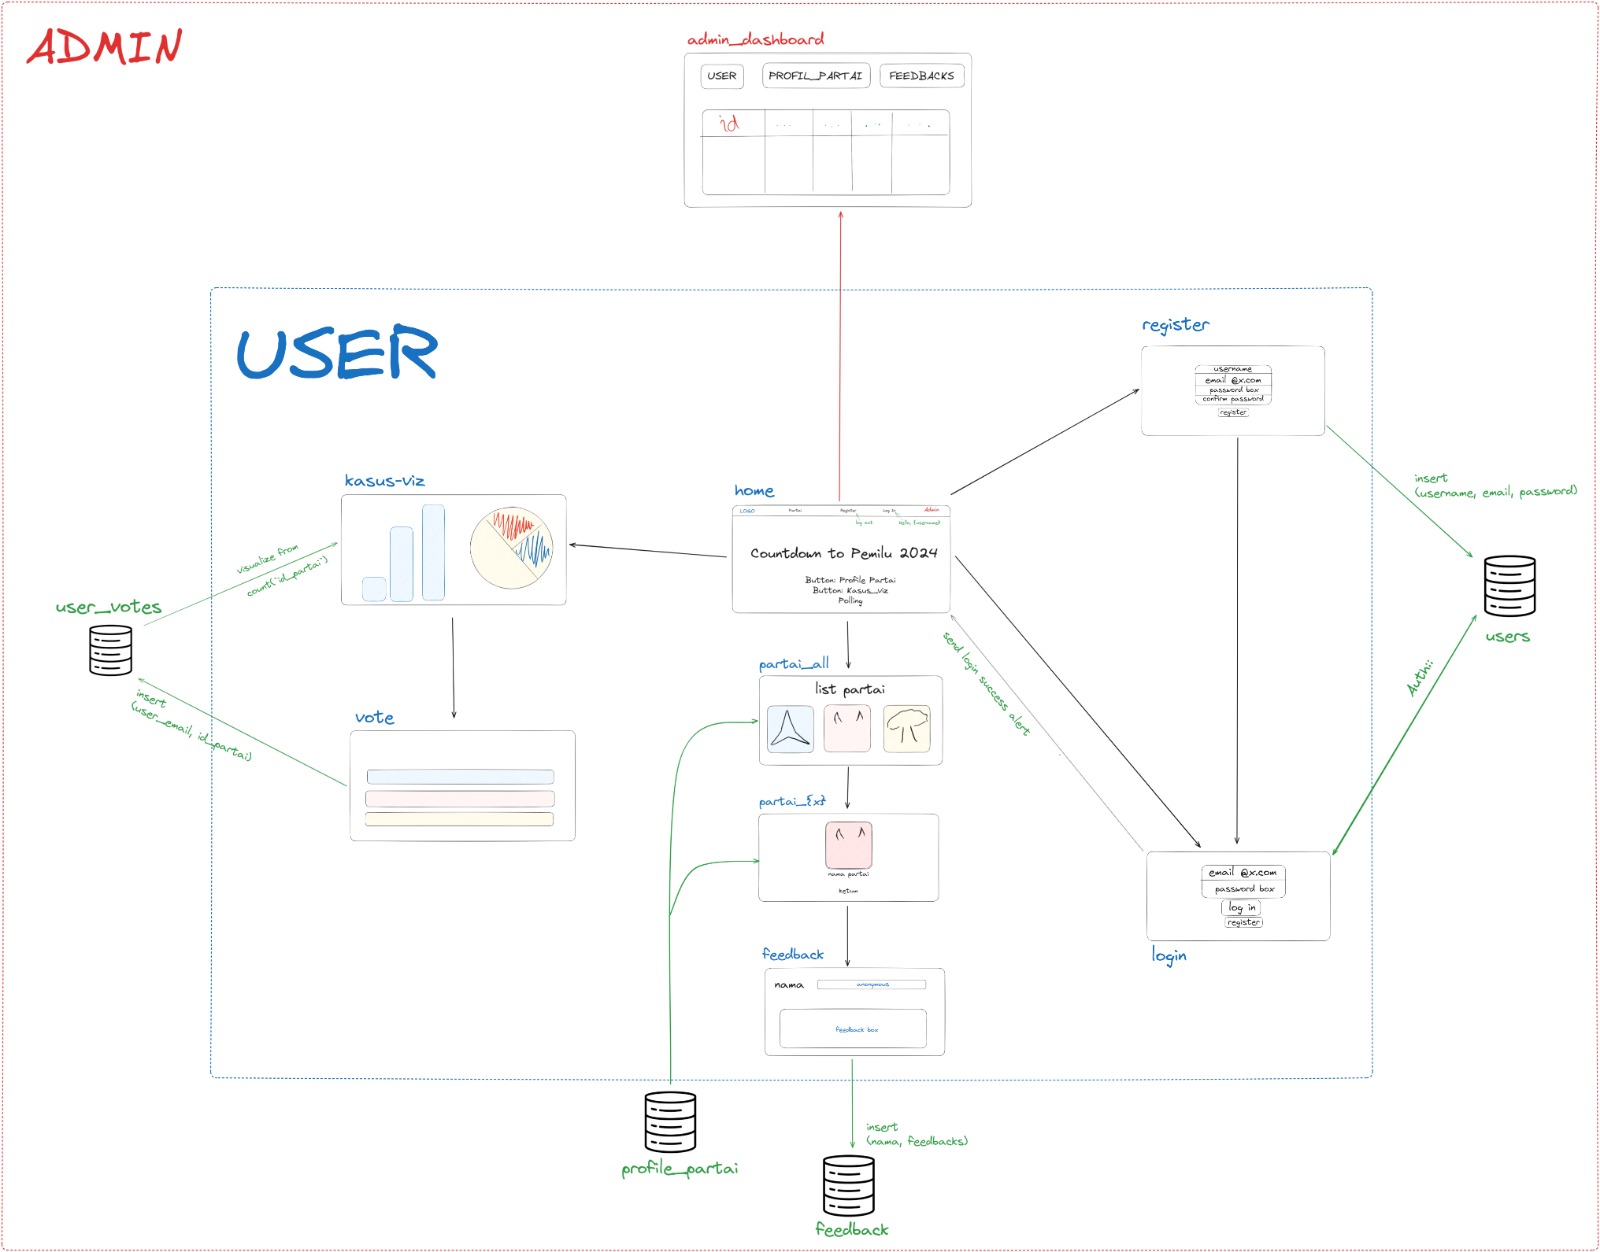 ADMIN
admin_dashboard
USER
PROFIL_PARTAI
FEEDBACKS
id
USER
register
username
email @x.com
password box
confirm password
register
insert
(username, email, password)
users
Auth::
kasus-viz
visualize from
count('id_partai')
user_votes
insert
(user_email, id_partai)
vote
home
LOGO
Partai
Register
Log In
Admin
log out
Hello, {username}
Countdown to Pemilu 2024
Button: Profile Partai
Button: Kasus_viz
Polling
send login success alert
partai_all
list partai
partai_{x}
nama partai
ketum
feedback
nama
anonymous
feedback box
email @x.com
password box
log in
register
login
profile_partai
insert
(nama, feedbacks)
feedback